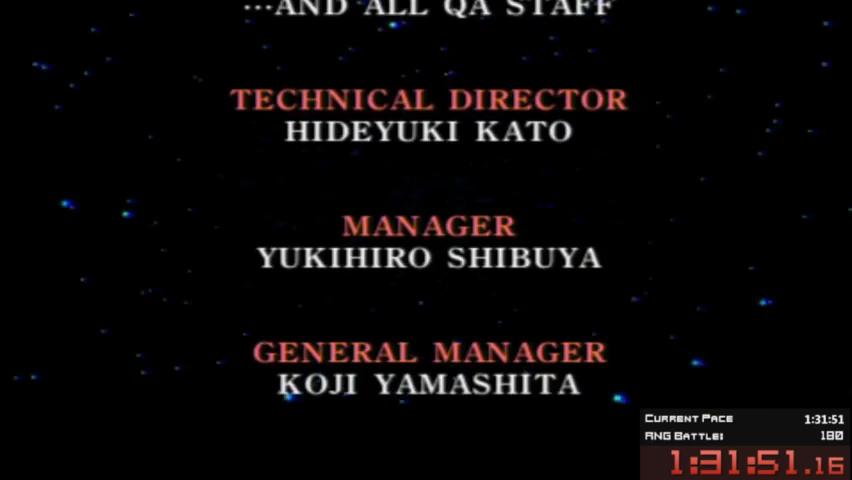 ...AND ALL QA STAFF
TECHNICAL DIRECTOR
HIDEYUKI KATO
MANAGER
YUKIHIRO SHIBUYA
GENERAL MANAGER
KOJI YAMASHITA
CURRENT PACE 1:31:51
RNG BATTLE: 180
1:31:51.16